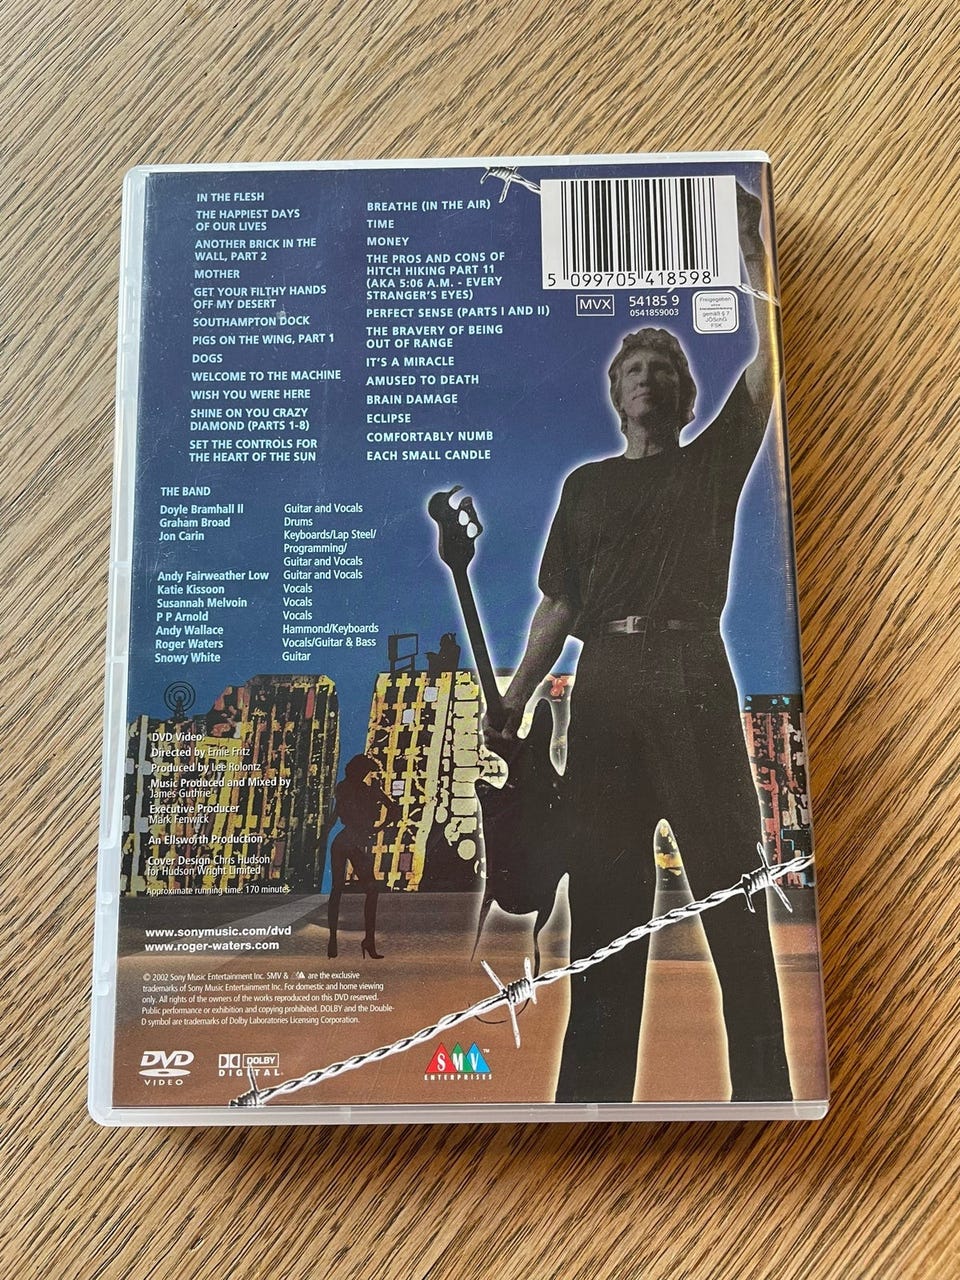 IN THE FLESH
THE HAPPIEST DAYS
OF OUR LIVES
ANOTHER BRICK IN THE
WALL, PART 2
MOTHER
GET YOUR FILTHY HANDS
OFF MY DESERT
SOUTHAMPTON DOCK
PIGS ON THE WING, PART 1
DOGS
WELCOME TO THE MACHINE
WISH YOU WERE HERE
SHINE ON YOU CRAZY
DIAMOND (PARTS 1-8)
SET THE CONTROLS FOR
THE HEART OF THE SUN
BREATHE (IN THE AIR)
TIME
MONEY
THE PROS AND CONS OF
HITCH HIKING PART 11
(AKA 5:06 A.M. - EVERY
STRANGER'S EYES)
PERFECT SENSE (PARTS I AND II)
THE BRAVERY OF BEING
OUT OF RANGE
IT'S A MIRACLE
AMUSED TO DEATH
BRAIN DAMAGE
ECLIPSE
COMFORTABLY NUMB
EACH SMALL CANDLE
5 099705 418598
MVX 54185 9
0541859003
Freigegeben
ohne
Altersbeschränkung
gemäß § 7
JÖSchG
FSK
THE BAND
Doyle Bramhall II Guitar and Vocals
Graham Broad Drums
Jon Carin Keyboards/Lap Steel/
Programming/
Guitar and Vocals
Andy Fairweather Low Guitar and Vocals
Katie Kissoon Vocals
Susannah Melvoin Vocals
P P Arnold Vocals
Andy Wallace Hammond/Keyboards
Roger Waters Vocals/Guitar & Bass
Snowy White Guitar
DVD Video:
Directed by Ernie Fritz
Produced by Lee Rolontz
Music Produced and Mixed by
James Guthrie
Executive Producer
Mark Fenwick
An Ellsworth Production
Cover Design Chris Hudson
for Hudson Wright Limited
Approximate running time: 170 minutes
www.sonymusic.com/dvd
www.roger-waters.com
© 2002 Sony Music Entertainment Inc. SMV & SMV are the exclusive
trademarks of Sony Music Entertainment Inc. For domestic and home viewing
only. All rights of the owners of the works reproduced on this DVD reserved.
Public performance or exhibition and copying prohibited. DOLBY and the Double-
D symbol are trademarks of Dolby Laboratories Licensing Corporation.
DVD
VIDEO
DOLBY
DIGITAL
SMV™
ENTERPRISES